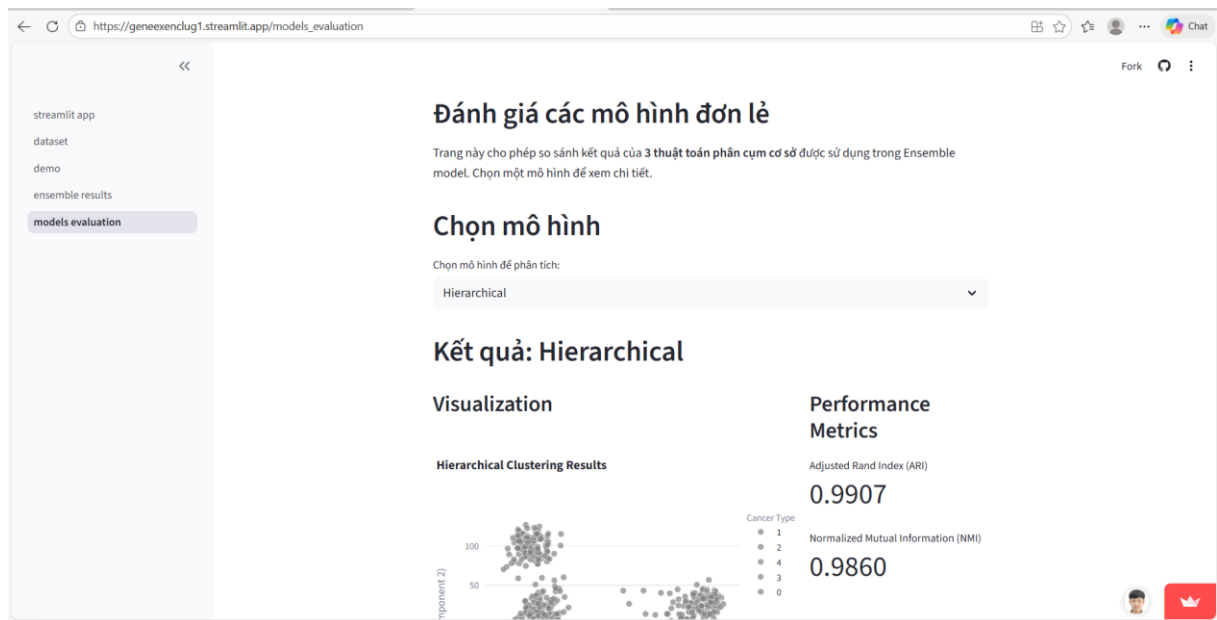 https://geneexenclug1.streamlit.app/models_evaluation
Chat
Fork
streamlit app
dataset
demo
ensemble results
models evaluation
Đánh giá các mô hình đơn lẻ
Trang này cho phép so sánh kết quả của 3 thuật toán phân cụm cơ sở được sử dụng trong Ensemble
model. Chọn một mô hình để xem chi tiết.
Chọn mô hình
Chọn mô hình để phân tích:
Hierarchical
Kết quả: Hierarchical
Visualization
Hierarchical Clustering Results
100
50
Cancer Type
1
2
4
3
0
Performance
Metrics
Adjusted Rand Index (ARI)
0.9907
Normalized Mutual Information (NMI)
0.9860